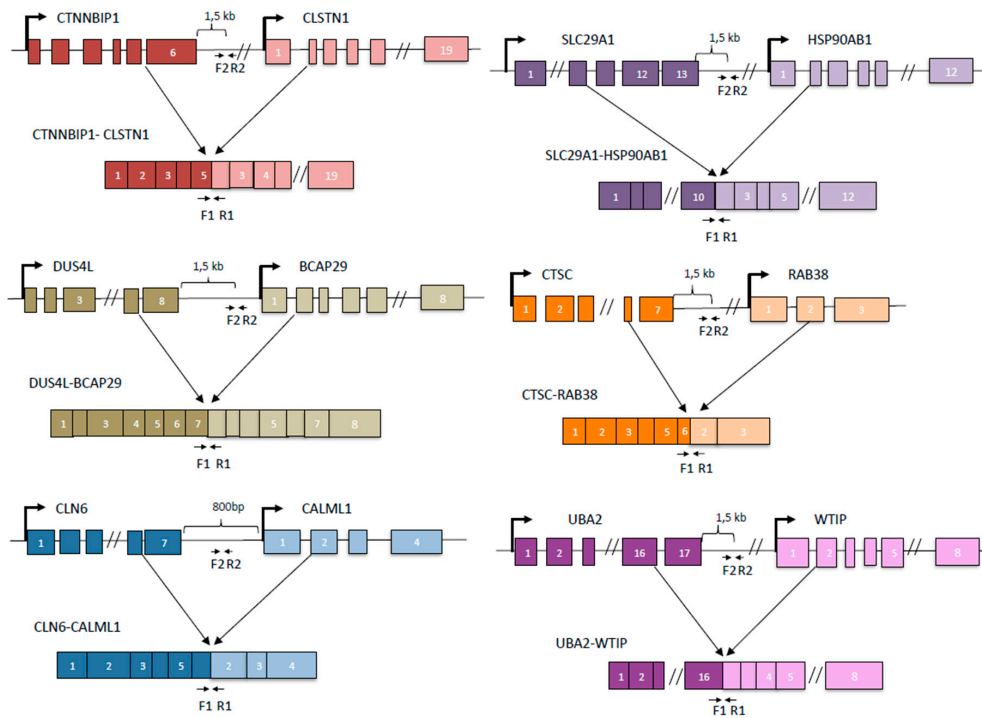 CTNNBIP1 1,5 kb CLSTN1
6 1 19
F2 R2
CTNNBIP1- CLSTN1
1 2 3 5 3 4 19
F1 R1
SLC29A1 1,5 kb HSP90AB1
1 12 13 1 12
F2 R2
SLC29A1-HSP90AB1
1 10 3 5 12
F1 R1
DUS4L 1,5 kb BCAP29
3 8 1 8
F2 R2
DUS4L-BCAP29
1 3 4 5 6 7 5 7 8
F1 R1
CTSC 1,5 kb RAB38
1 2 7 1 2 3
F2 R2
CTSC-RAB38
1 2 3 5 6 2 3
F1 R1
CLN6 800bp CALML1
1 7 1 2 4
F2 R2
CLN6-CALML1
1 2 3 5 2 3 4
F1 R1
UBA2 1,5 kb WTIP
1 2 16 17 1 2 5 8
F2 R2
UBA2-WTIP
1 2 16 4 5 8
F1 R1